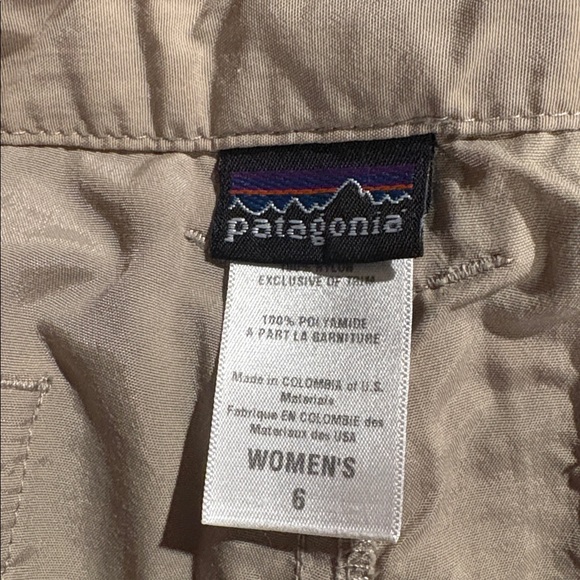 patagonia
NYLON
EXCLUSIVE OF TRIM
100% POLYAMIDE
A PART LA GARNITURE
Made in COLOMBIA of U.S.
Materials
Fabrique EN COLOMBIE des
Materiaux des USA
WOMEN'S
6